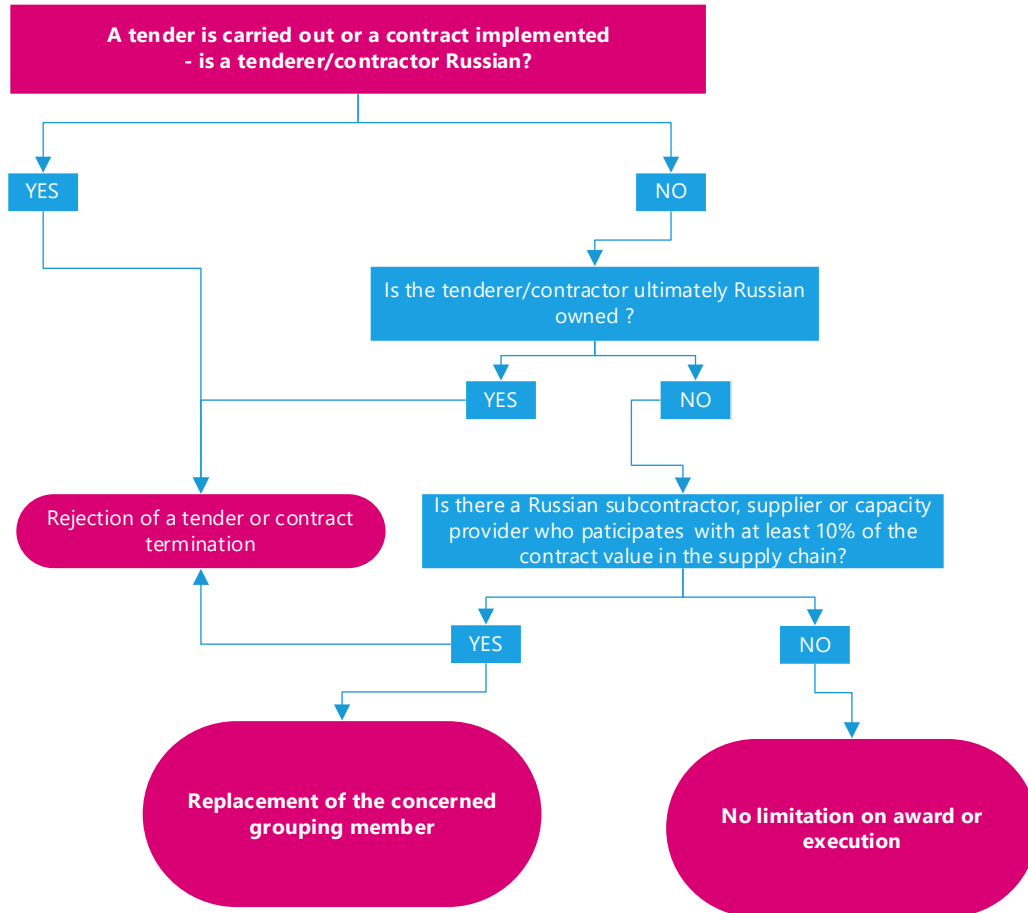 A tender is carried out or a contract implemented
- is a tenderer/contractor Russian?
YES
NO
Is the tenderer/contractor ultimately Russian
owned ?
YES
NO
Rejection of a tender or contract
termination
Is there a Russian subcontractor, supplier or capacity
provider who paticipates with at least 10% of the
contract value in the supply chain?
YES
NO
Replacement of the concerned
grouping member
No limitation on award or
execution